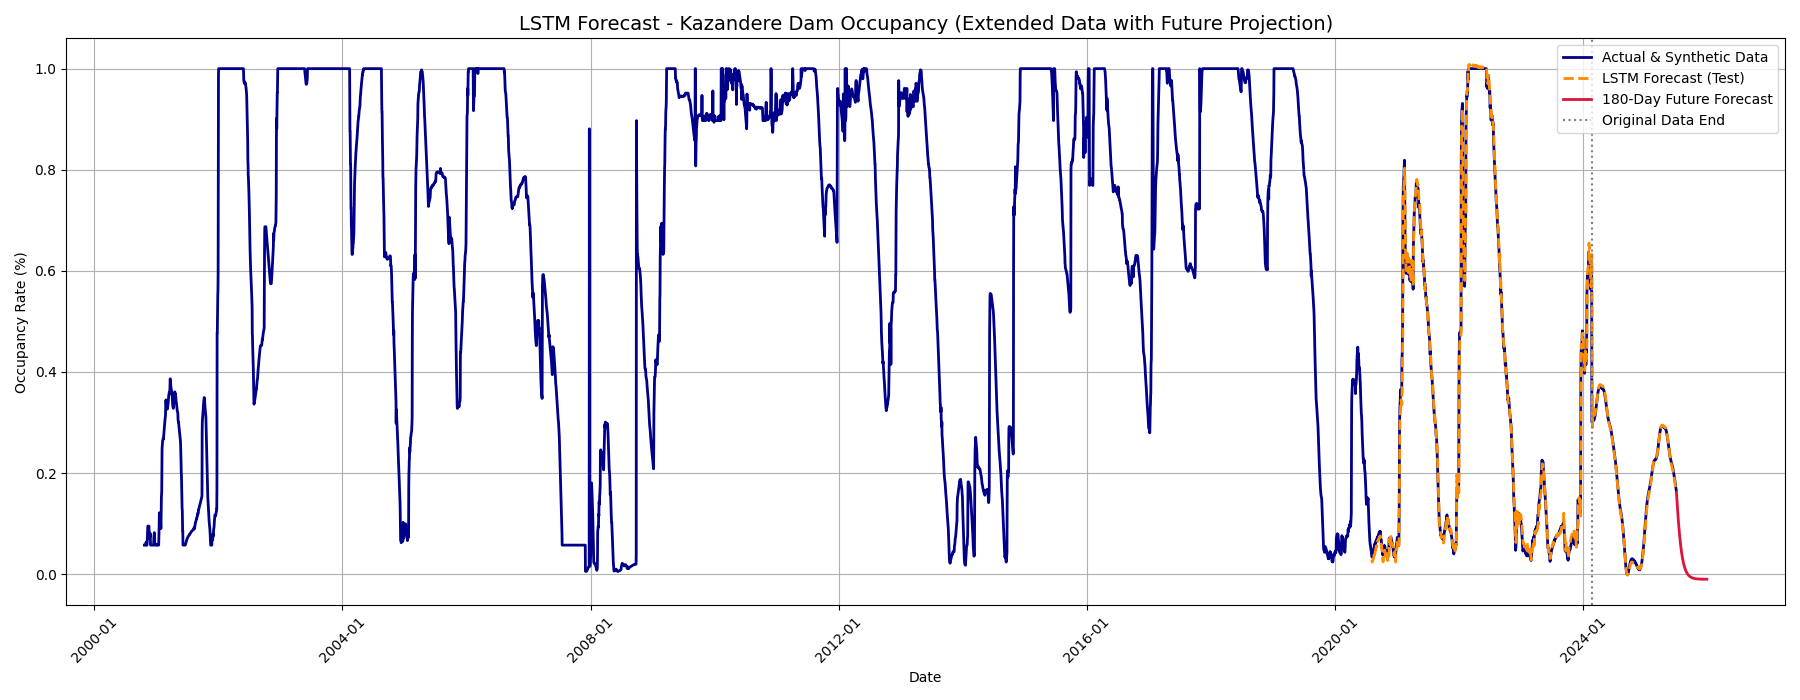 LSTM Forecast - Kazandere Dam Occupancy (Extended Data with Future Projection)
Actual & Synthetic Data
LSTM Forecast (Test)
180-Day Future Forecast
Original Data End
Occupancy Rate (%)
1.0
0.8
0.6
0.4
0.2
0.0
2000-01
2004-01
2008-01
2012-01
2016-01
2020-01
2024-01
Date